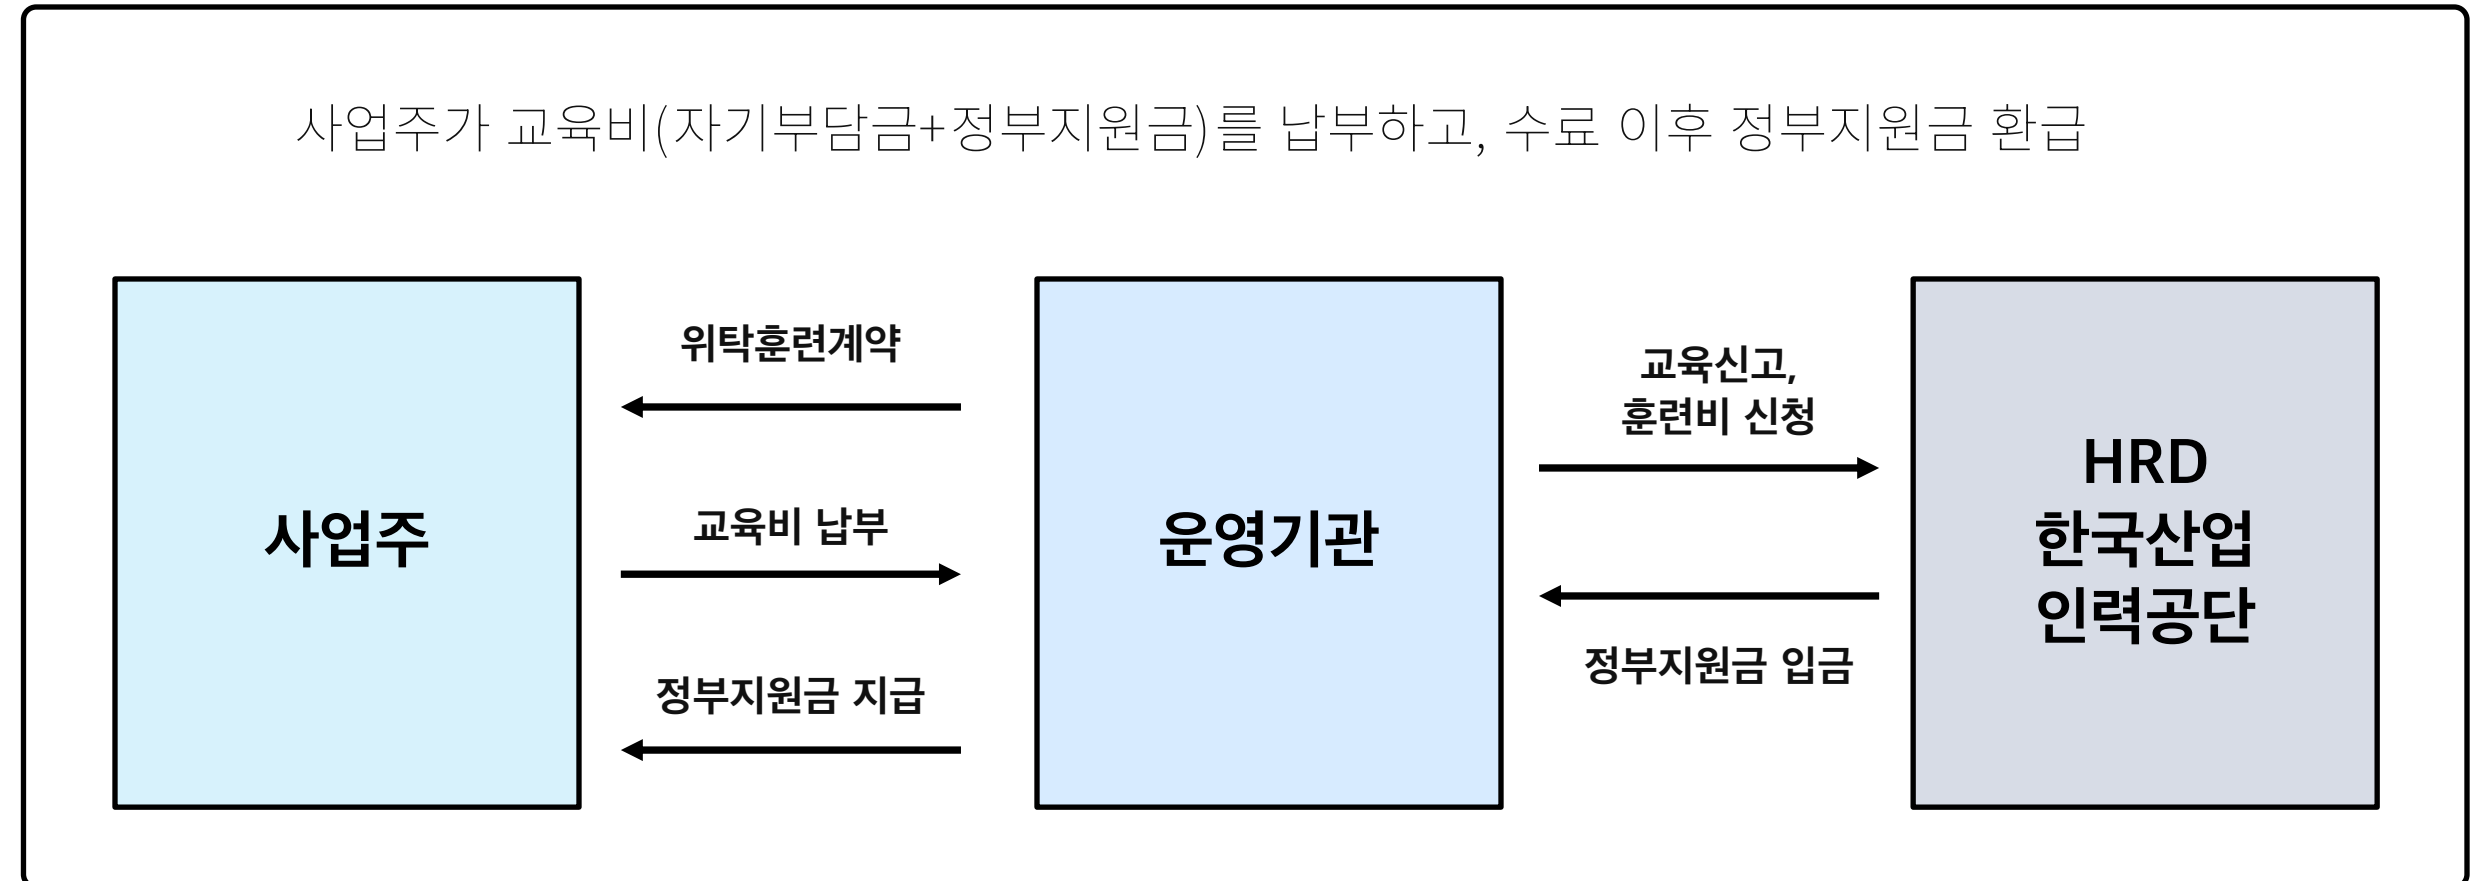 사업주가 교육비(자기부담금+정부지원금)를 납부하고, 수료 이후 정부지원금 환급
사업주
위탁훈련계약
교육비 납부
정부지원금 지급
운영기관
교육신고,
훈련비 신청
정부지원금 입금
HRD
한국산업
인력공단